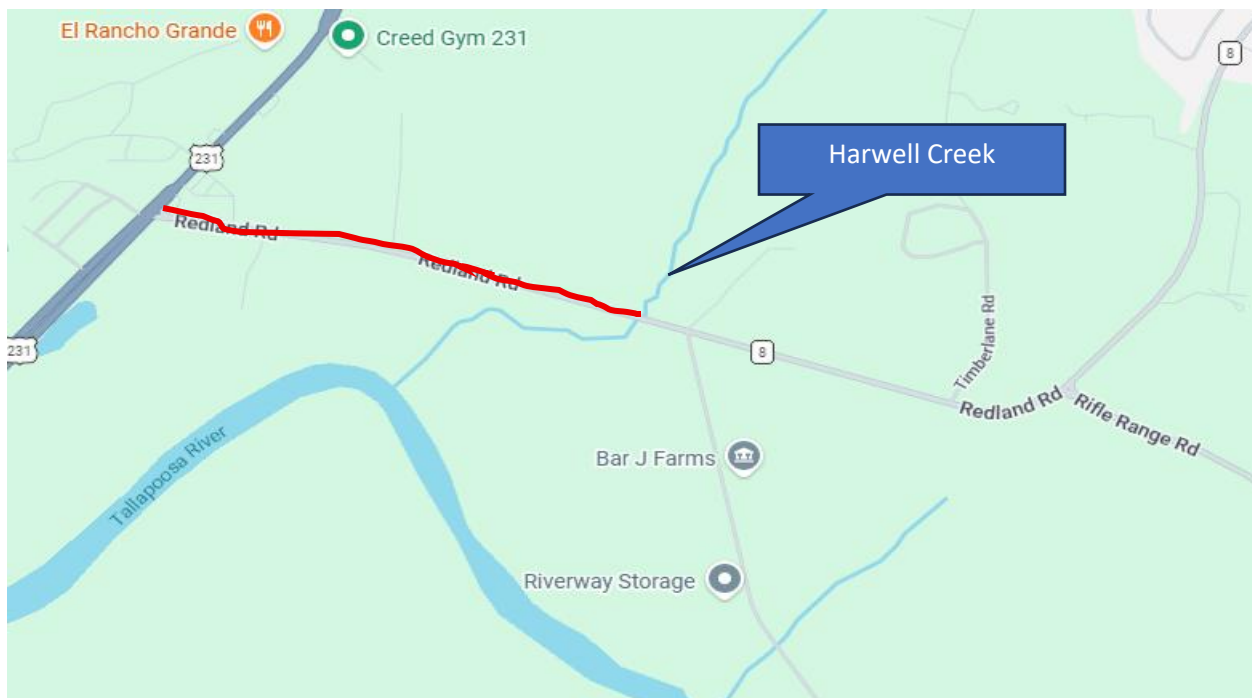 El Rancho Grande
Creed Gym 231
8
Harwell Creek
231
Redland Rd
Redland Rd
231
8
Timberlane Rd
Redland Rd
Rifle Range Rd
Tallapoosa River
Bar J Farms
Riverway Storage